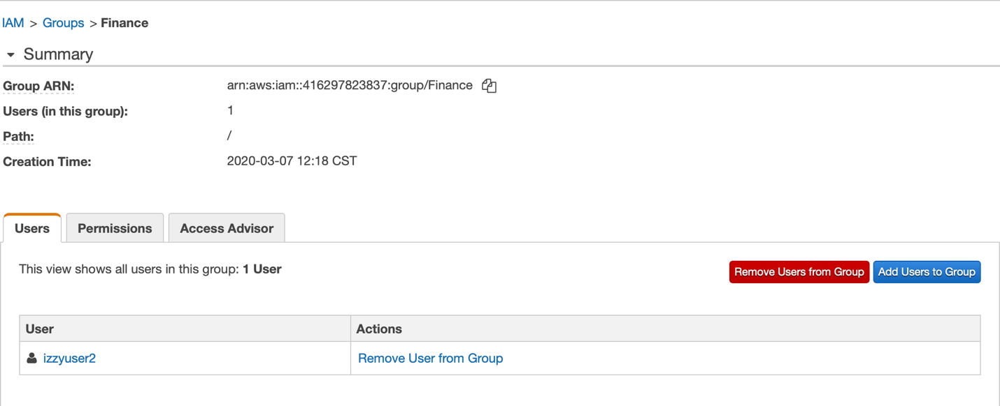 IAM > Groups > Finance
Summary
Group ARN: arn:aws:iam::416297823837:group/Finance
Users (in this group): 1
Path: /
Creation Time: 2020-03-07 12:18 CST
Users Permissions Access Advisor
This view shows all users in this group: 1 User Remove Users from Group Add Users to Group
User Actions
izzyuser2 Remove User from Group